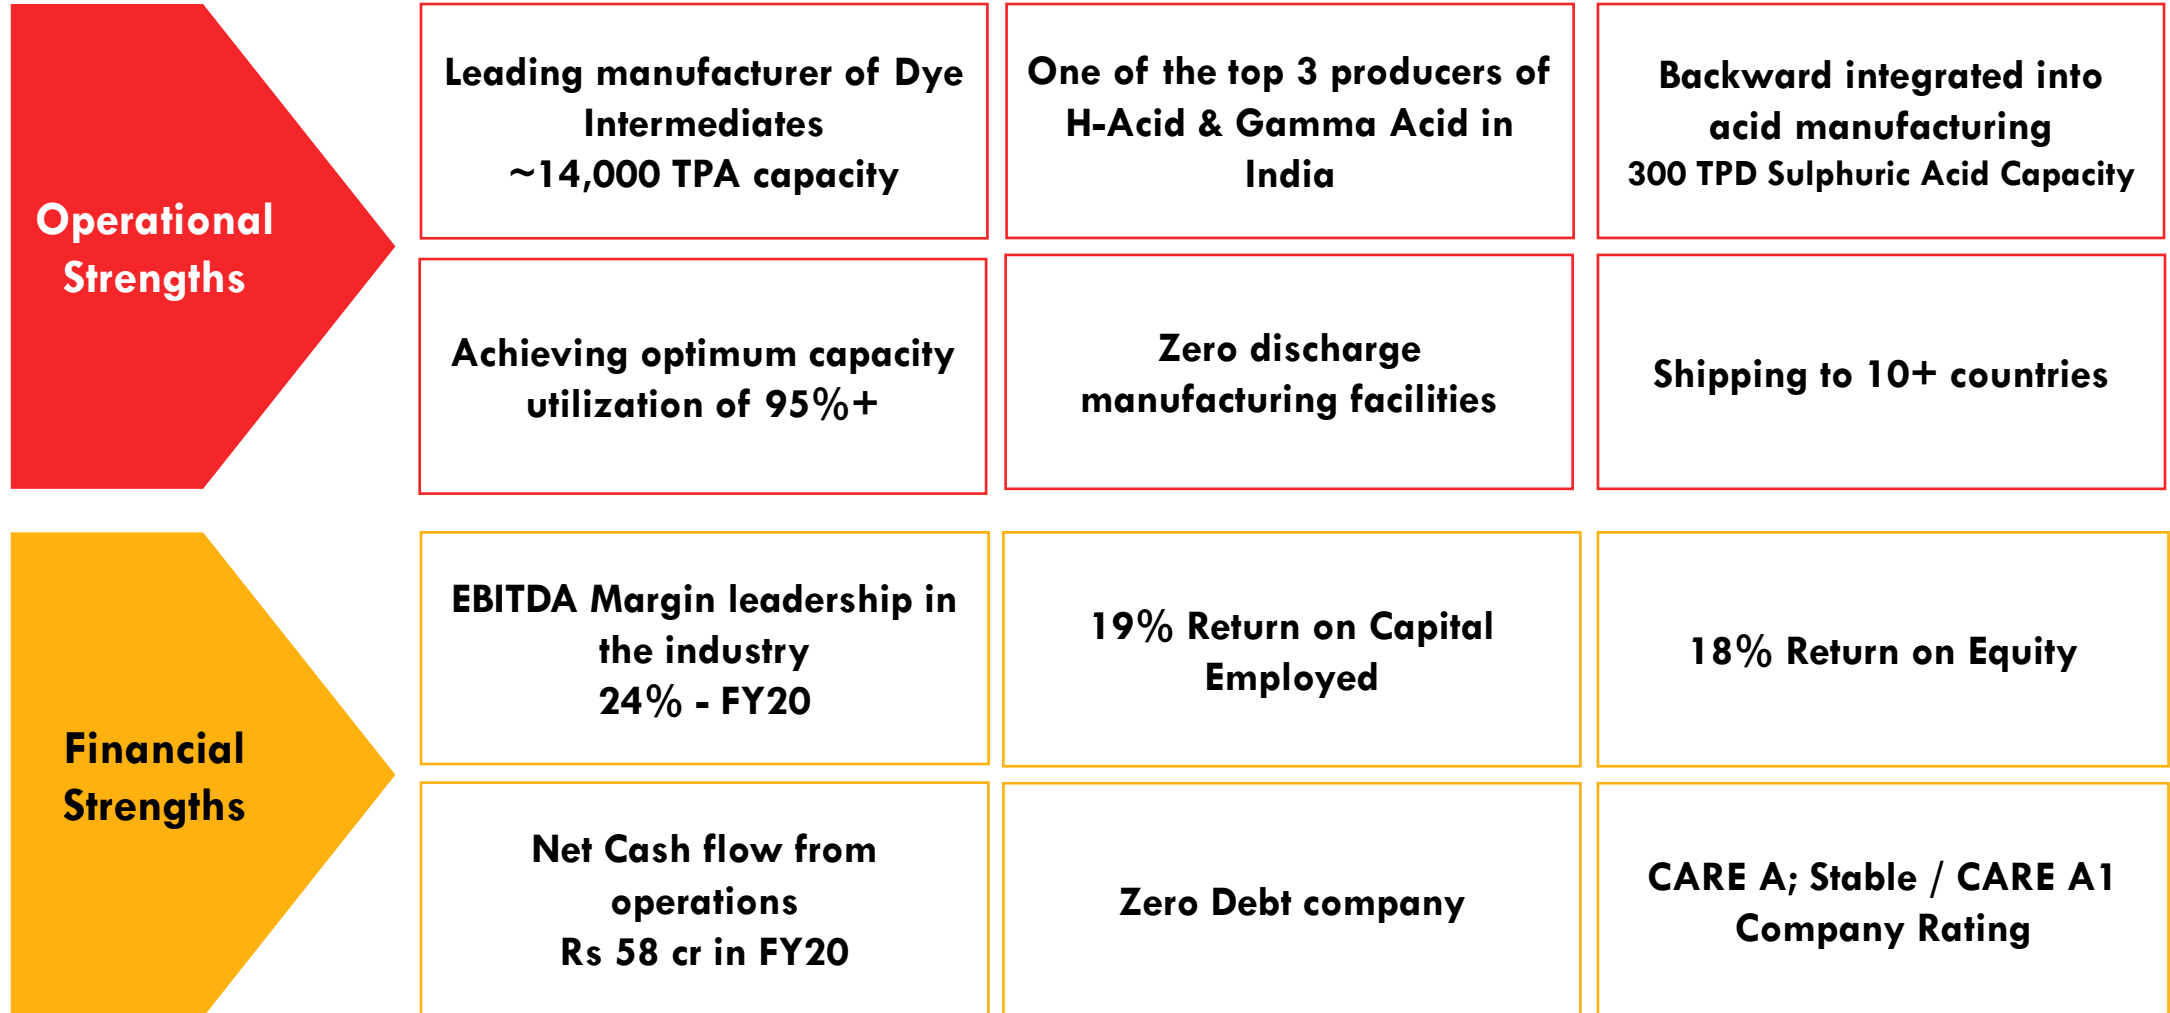 Operational
Strengths
Leading manufacturer of Dye
Intermediates
~14,000 TPA capacity
One of the top 3 producers of
H-Acid & Gamma Acid in
India
Backward integrated into
acid manufacturing
300 TPD Sulphuric Acid Capacity
Achieving optimum capacity
utilization of 95%+
Zero discharge
manufacturing facilities
Shipping to 10+ countries
Financial
Strengths
EBITDA Margin leadership in
the industry
24% - FY20
19% Return on Capital
Employed
18% Return on Equity
Net Cash flow from
operations
Rs 58 cr in FY20
Zero Debt company
CARE A; Stable / CARE A1
Company Rating